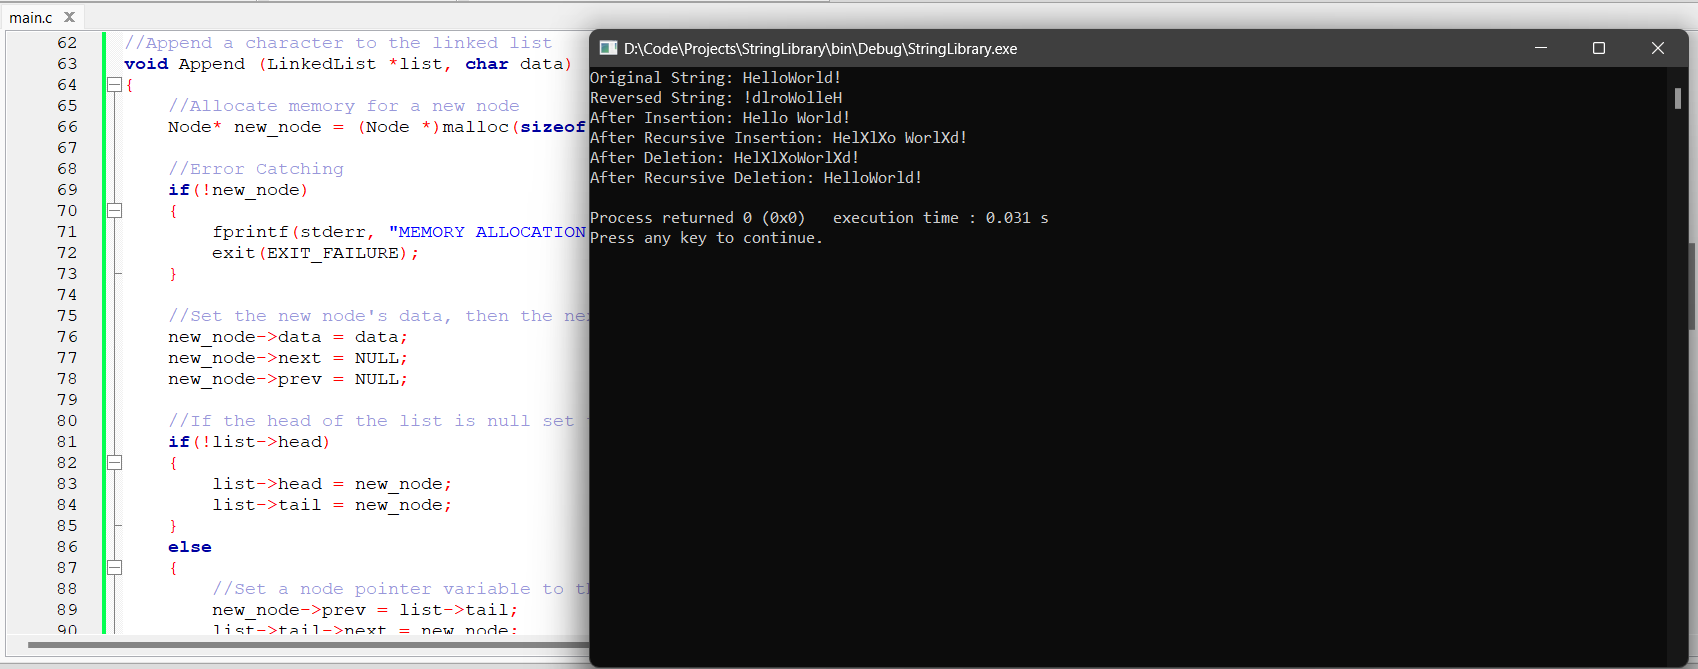 main.c X
62 //Append a character to the linked list
63 void Append (LinkedList *list, char data)
64 {
65 //Allocate memory for a new node
66 Node* new_node = (Node *)malloc(sizeof
67
68 //Error Catching
69 if(!new_node)
70 {
71 fprintf(stderr, "MEMORY ALLOCATION
72 exit(EXIT_FAILURE);
73 }
74
75 //Set the new node's data, then the
76 new_node->data = data;
77 new_node->next = NULL;
78 new_node->prev = NULL;
79
80 //If the head of the list is null set
81 if(!list->head)
82 {
83 list->head = new_node;
84 list->tail = new_node;
85 }
86 else
87 {
88 //Set a node pointer variable to
89 new_node->prev = list->tail;
90 list->tail->next = new_node;
D:\Code\Projects\StringLibrary\bin\Debug\StringLibrary.exe
Original String: HelloWorld!
Reversed String: !dlroWolleH
After Insertion: Hello World!
After Recursive Insertion: HelXlXo WorlXd!
After Deletion: HelXlXoWorlXd!
After Recursive Deletion: HelloWorld!
Process returned 0 (0x0) execution time : 0.031 s
Press any key to continue.